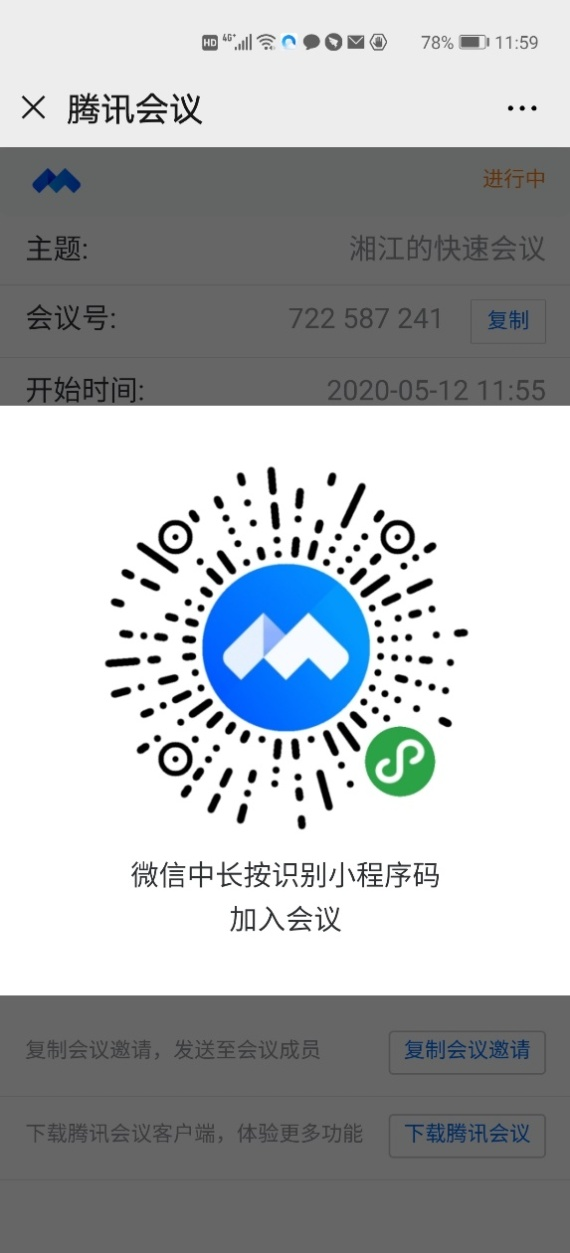 HD 4G+ 78% 11:59
腾讯会议
进行中
主题: 湘江的快速会议
会议号: 722 587 241 复制
开始时间: 2020-05-12 11:55
微信中长按识别小程序码
加入会议
复制会议邀请，发送至会议成员 复制会议邀请
下载腾讯会议客户端，体验更多功能 下载腾讯会议